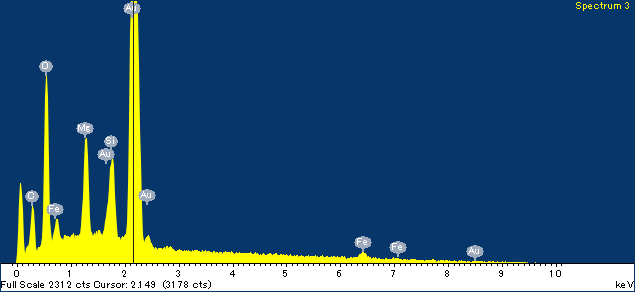 Spectrum 3
Au
O
Mg
Si
Au
C
Fe
Au
Fe
Fe
Au
0 1 2 3 4 5 6 7 8 9 10
Full Scale 2312 cts Cursor: 2.149 (3178 cts) keV